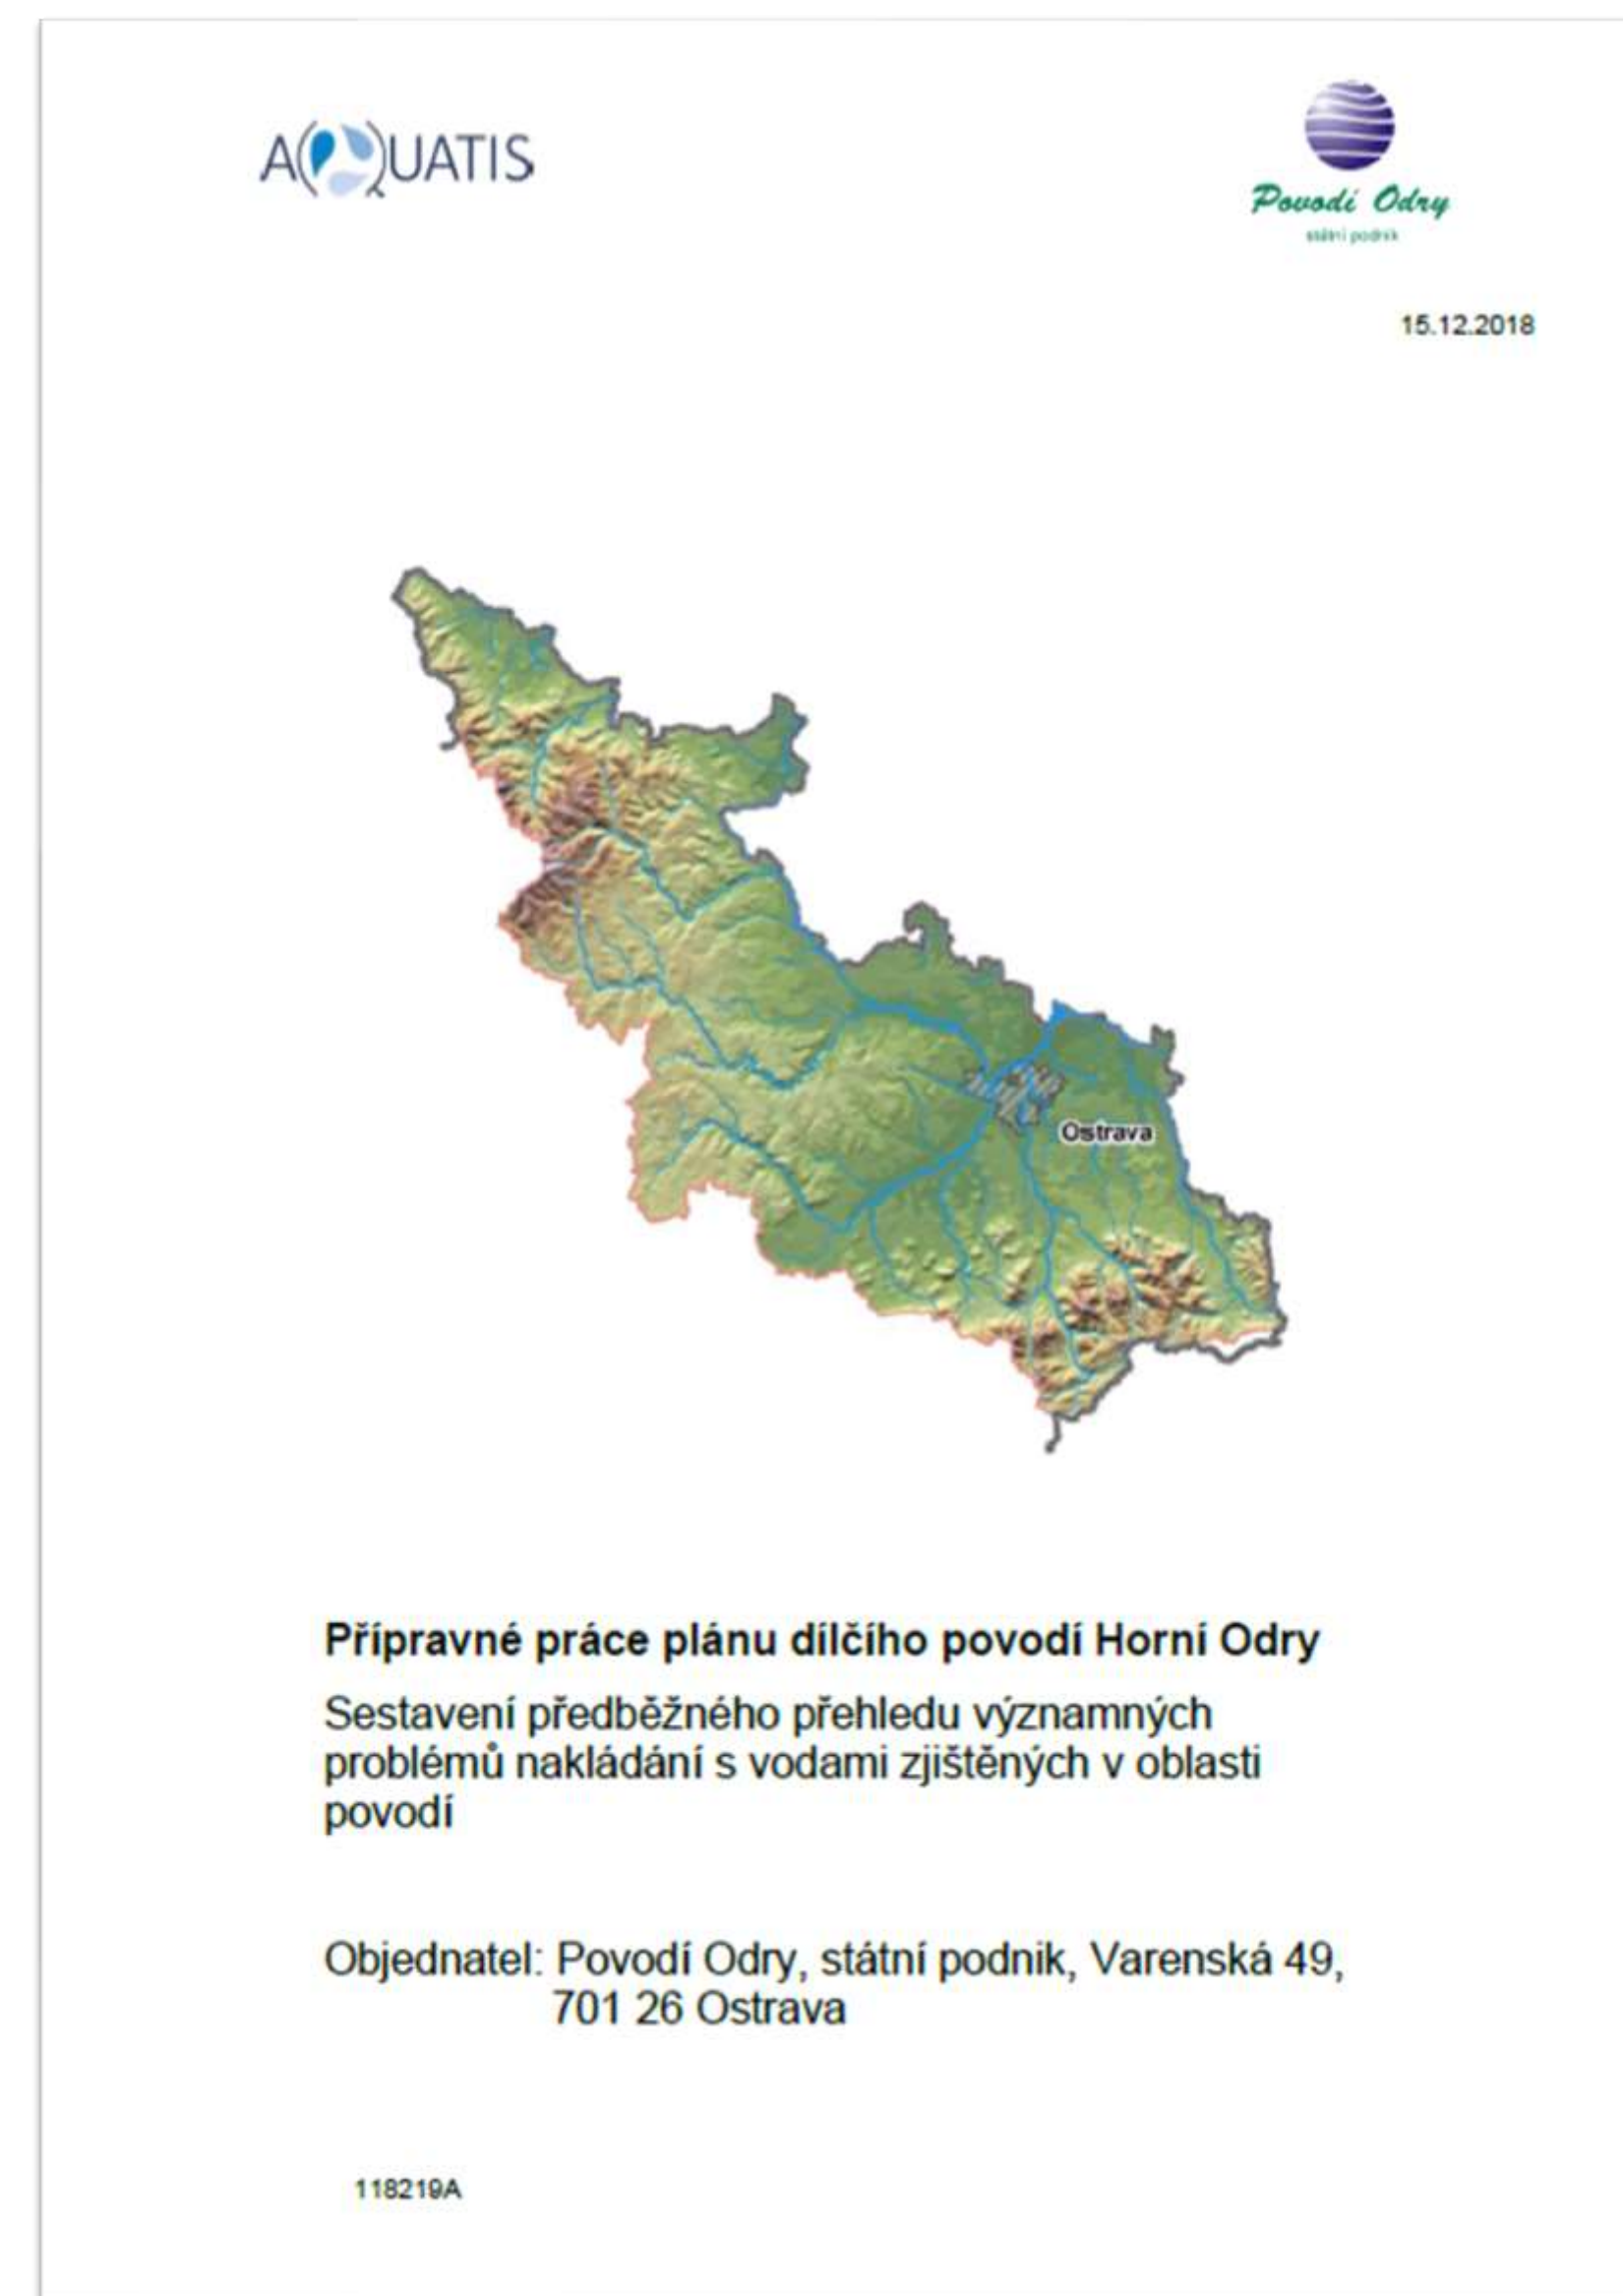 AQUATIS
Povodí Odry
státní podnik
15.12.2018
Ostrava
Přípravné práce plánu dílčího povodí Horní Odry
Sestavení předběžného přehledu významných
problémů nakládání s vodami zjištěných v oblasti
povodí
Objednatel: Povodí Odry, státní podnik, Varenská 49,
701 26 Ostrava
118219A